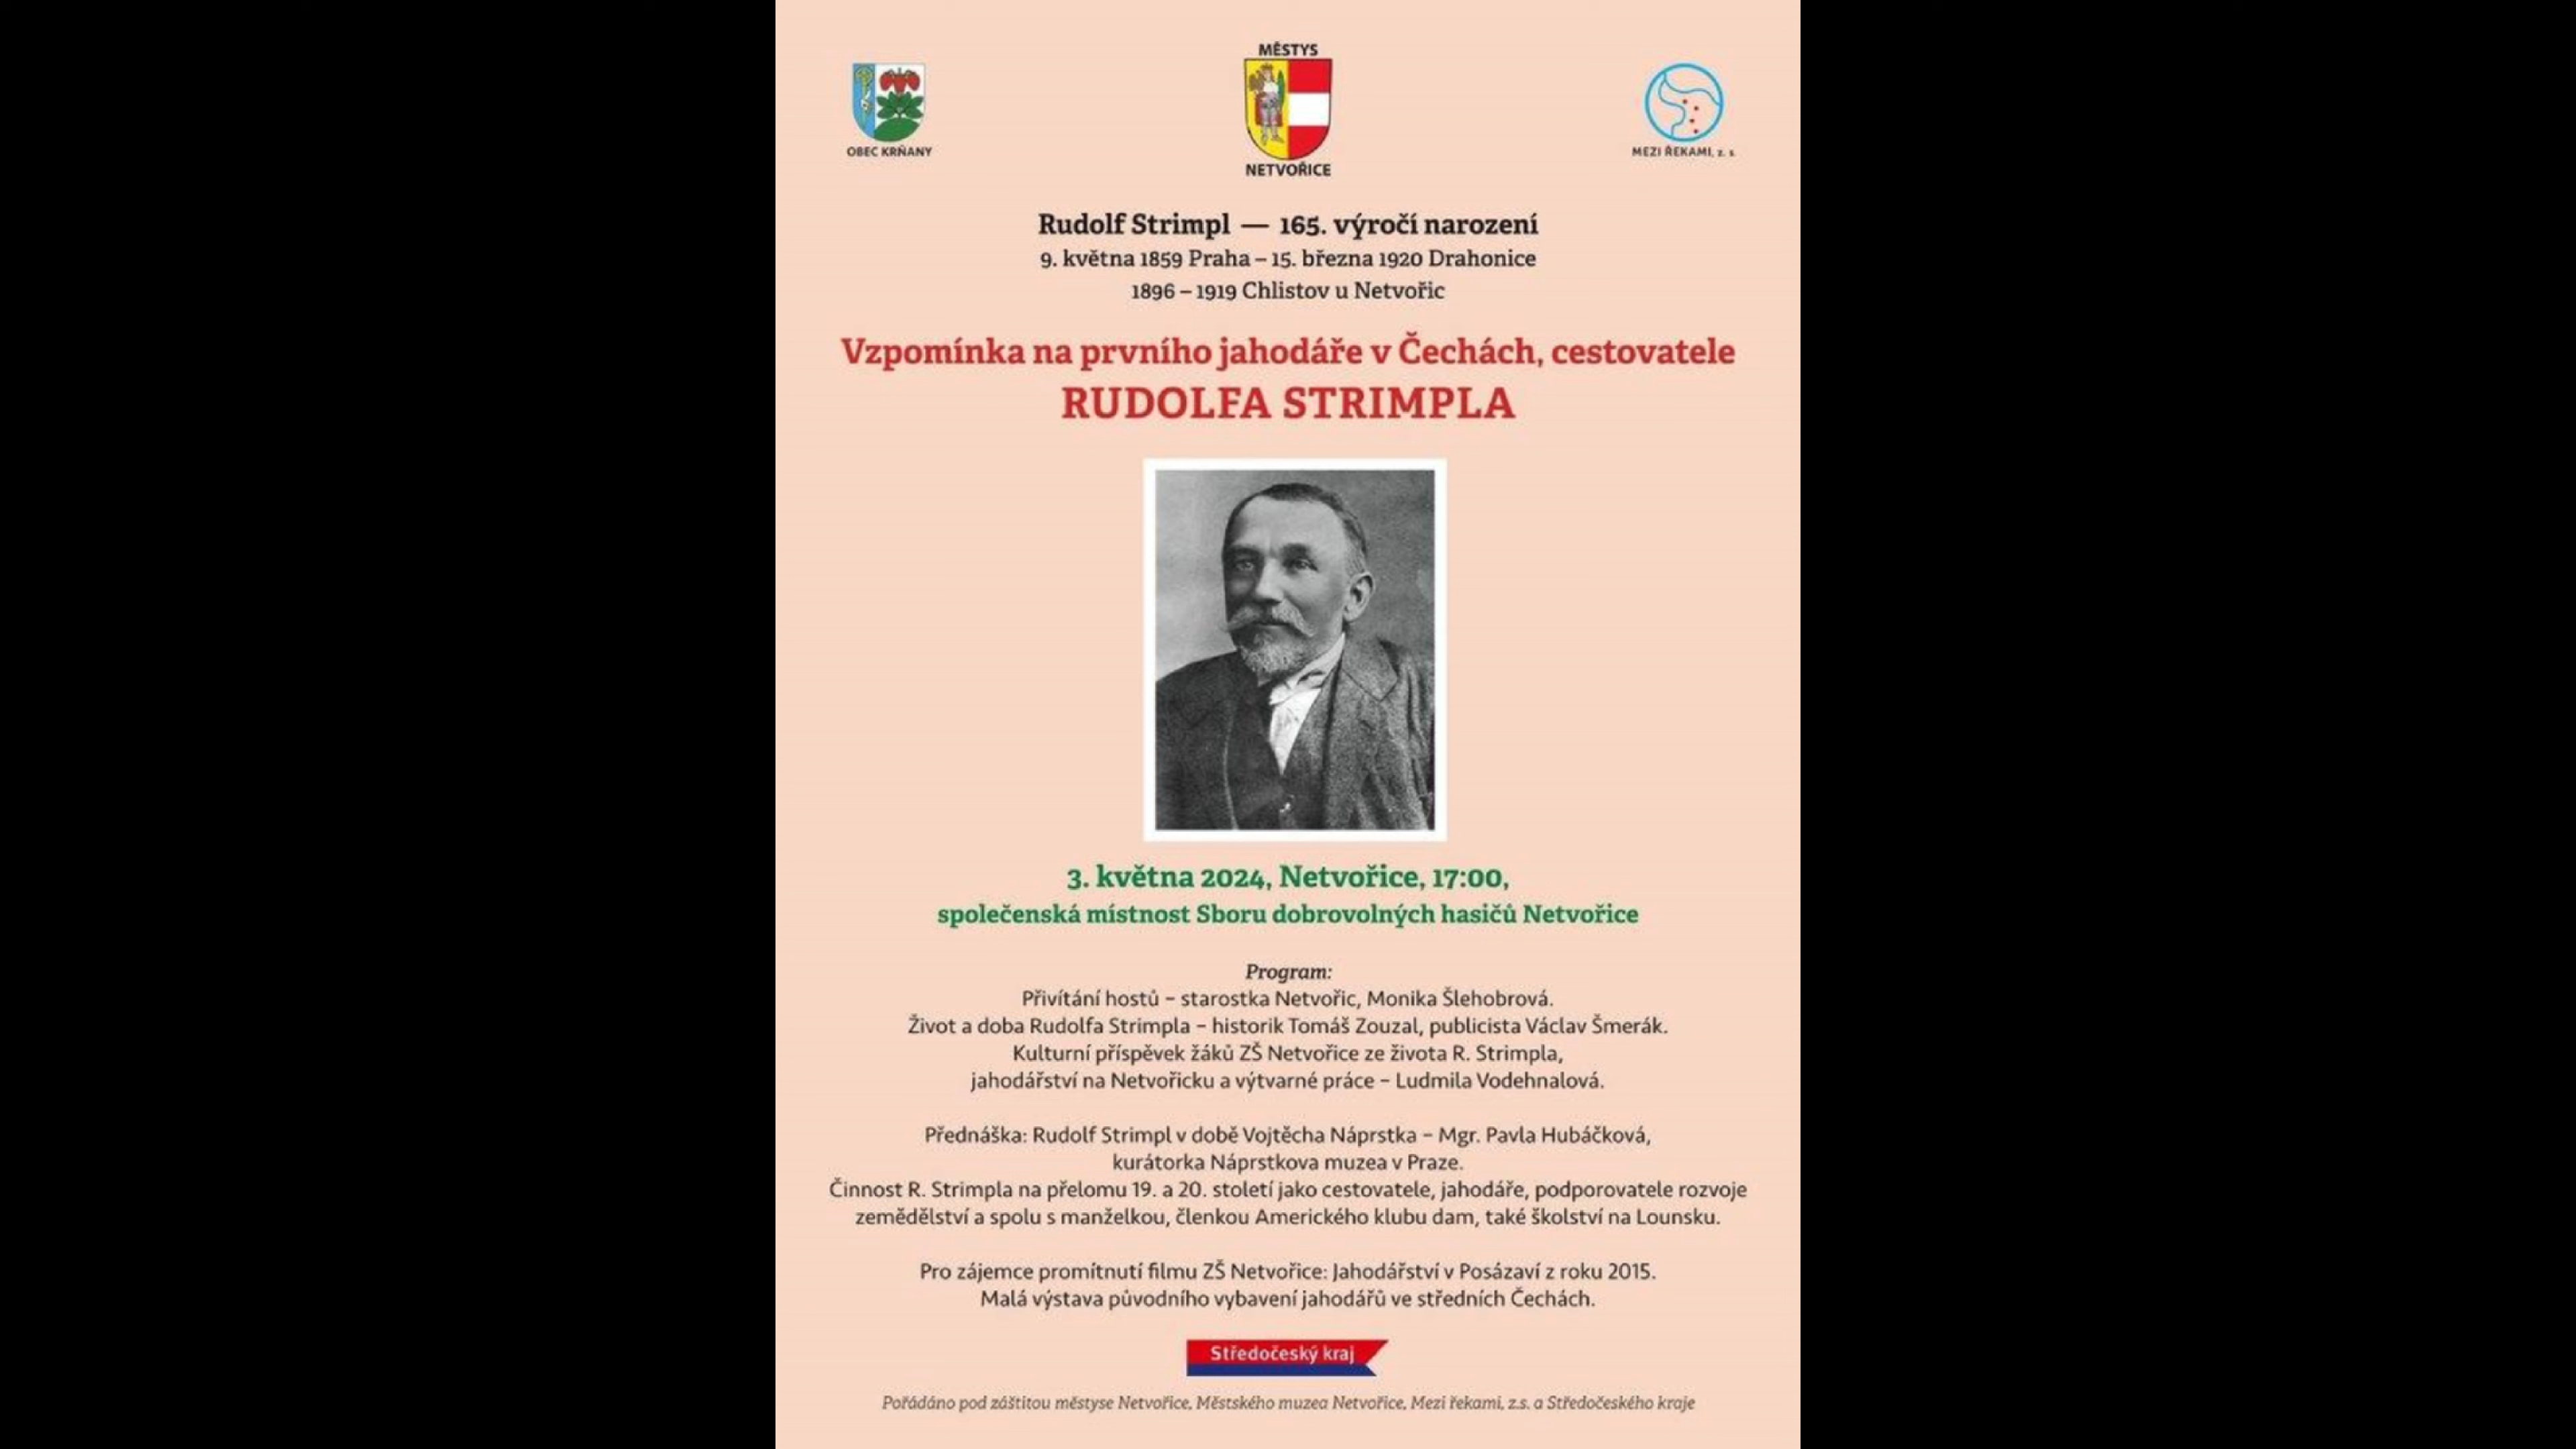 OBEC KRŇANY
MĚSTYS
NETVOŘICE
MEZI ŘEKAMI, z. s.
Rudolf Strimpl — 165. výročí narození
9. května 1859 Praha – 15. března 1920 Drahonice
1896 – 1919 Chlistov u Netvořic
Vzpomínka na prvního jahodáře v Čechách, cestovatele
RUDOLFA STRIMPLA
3. května 2024, Netvořice, 17:00,
společenská místnost Sboru dobrovolných hasičů Netvořice
Program:
Přivítání hostů – starostka Netvořic, Monika Šlehobrová.
Život a doba Rudolfa Strimpla – historik Tomáš Zouzal, publicista Václav Šmerák.
Kulturní příspěvek žáků ZŠ Netvořice ze života R. Strimpla,
jahodářství na Netvořicku a výtvarné práce – Ludmila Vodehnalová.
Přednáška: Rudolf Strimpl v době Vojtěcha Náprstka – Mgr. Pavla Hubáčková,
kurátorka Náprstkova muzea v Praze.
Činnost R. Strimpla na přelomu 19. a 20. století jako cestovatele, jahodáře, podporovatele rozvoje
zemědělství a spolu s manželkou, členkou Amerického klubu dam, také školství na Lounsku.
Pro zájemce promítnutí filmu ZŠ Netvořice: Jahodářství v Posázaví z roku 2015.
Malá výstava původního vybavení jahodářů ve středních Čechách.
Středočeský kraj
Pořádáno pod záštitou městyse Netvořice, Městského muzea Netvořice, Mezi řekami, z.s. a Středočeského kraje